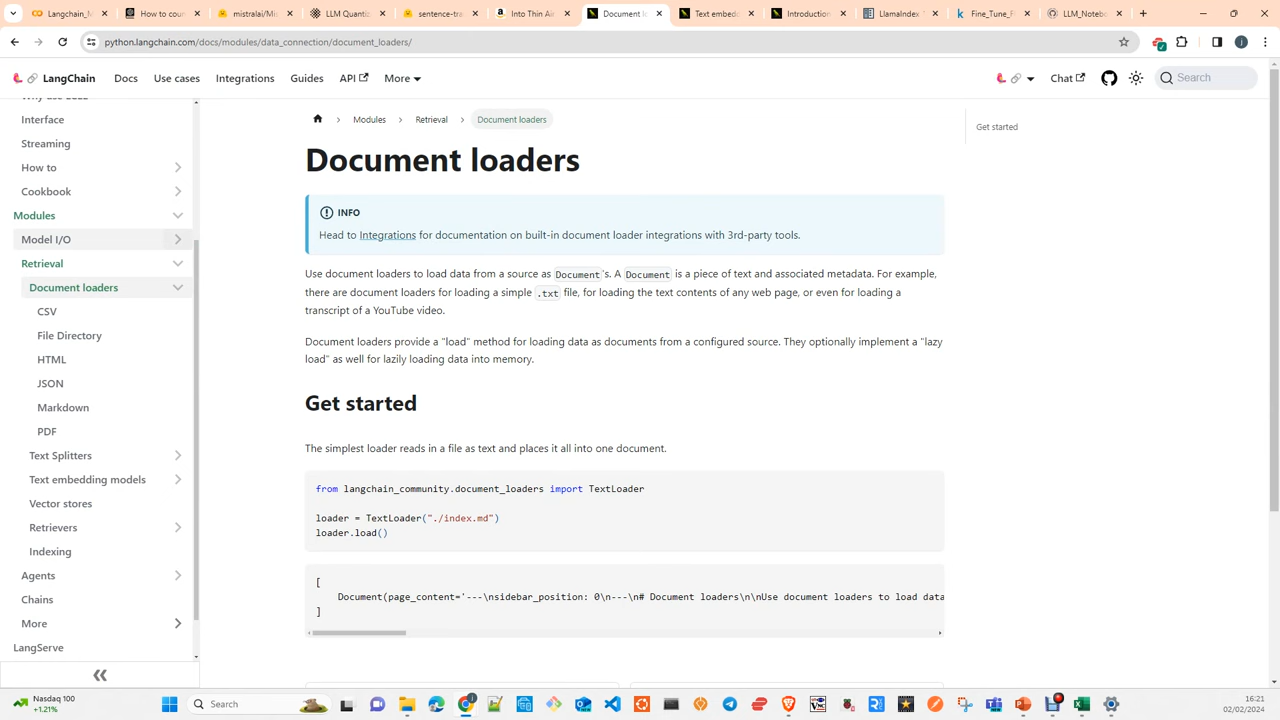 Langchain_M
How to coun
mistralai/Mi
LLM Quanti
sentence-tra
Into Thin Ai
Document lo
Text embedd
Introduction
LlamaIndex
Fine_Tune_F
LLM_Noteb
python.langchain.com/docs/modules/data_connection/document_loaders/
LangChain
Docs
Use cases
Integrations
Guides
API
More
Chat
Search
Interface
Streaming
How to
Cookbook
Modules
Model I/O
Retrieval
Document loaders
CSV
File Directory
HTML
JSON
Markdown
PDF
Text Splitters
Text embedding models
Vector stores
Retrievers
Indexing
Agents
Chains
More
LangServe
Modules
Retrieval
Document loaders
Document loaders
INFO
Head to Integrations for documentation on built-in document loader integrations with 3rd-party tools.
Use document loaders to load data from a source as Document's. A Document is a piece of text and associated metadata. For example,
there are document loaders for loading a simple .txt file, for loading the text contents of any web page, or even for loading a
transcript of a YouTube video.
Document loaders provide a "load" method for loading data as documents from a configured source. They optionally implement a "lazy
load" as well for lazily loading data into memory.
Get started
The simplest loader reads in a file as text and places it all into one document.
from langchain_community.document_loaders import TextLoader
loader = TextLoader("./index.md")
loader.load()
[
Document(page_content='---\nsidebar_position: 0\n---\n# Document loaders\n\nUse document loaders to load data
]
Get started
Nasdaq 100
+1.21%
Search
16:21
02/02/2024